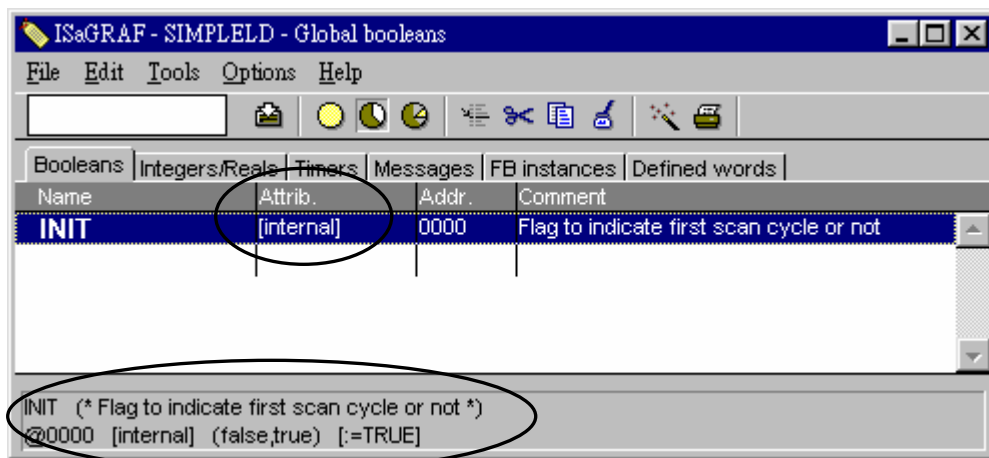 ISaGRAF - SIMPLELD - Global booleans
File Edit Tools Options Help
Booleans Integers/Reals Timers Messages FB instances Defined words
Name Attrib. Addr. Comment
INIT [internal] 0000 Flag to indicate first scan cycle or not
INIT (* Flag to indicate first scan cycle or not *)
@0000 [internal] (false,true) [:=TRUE]